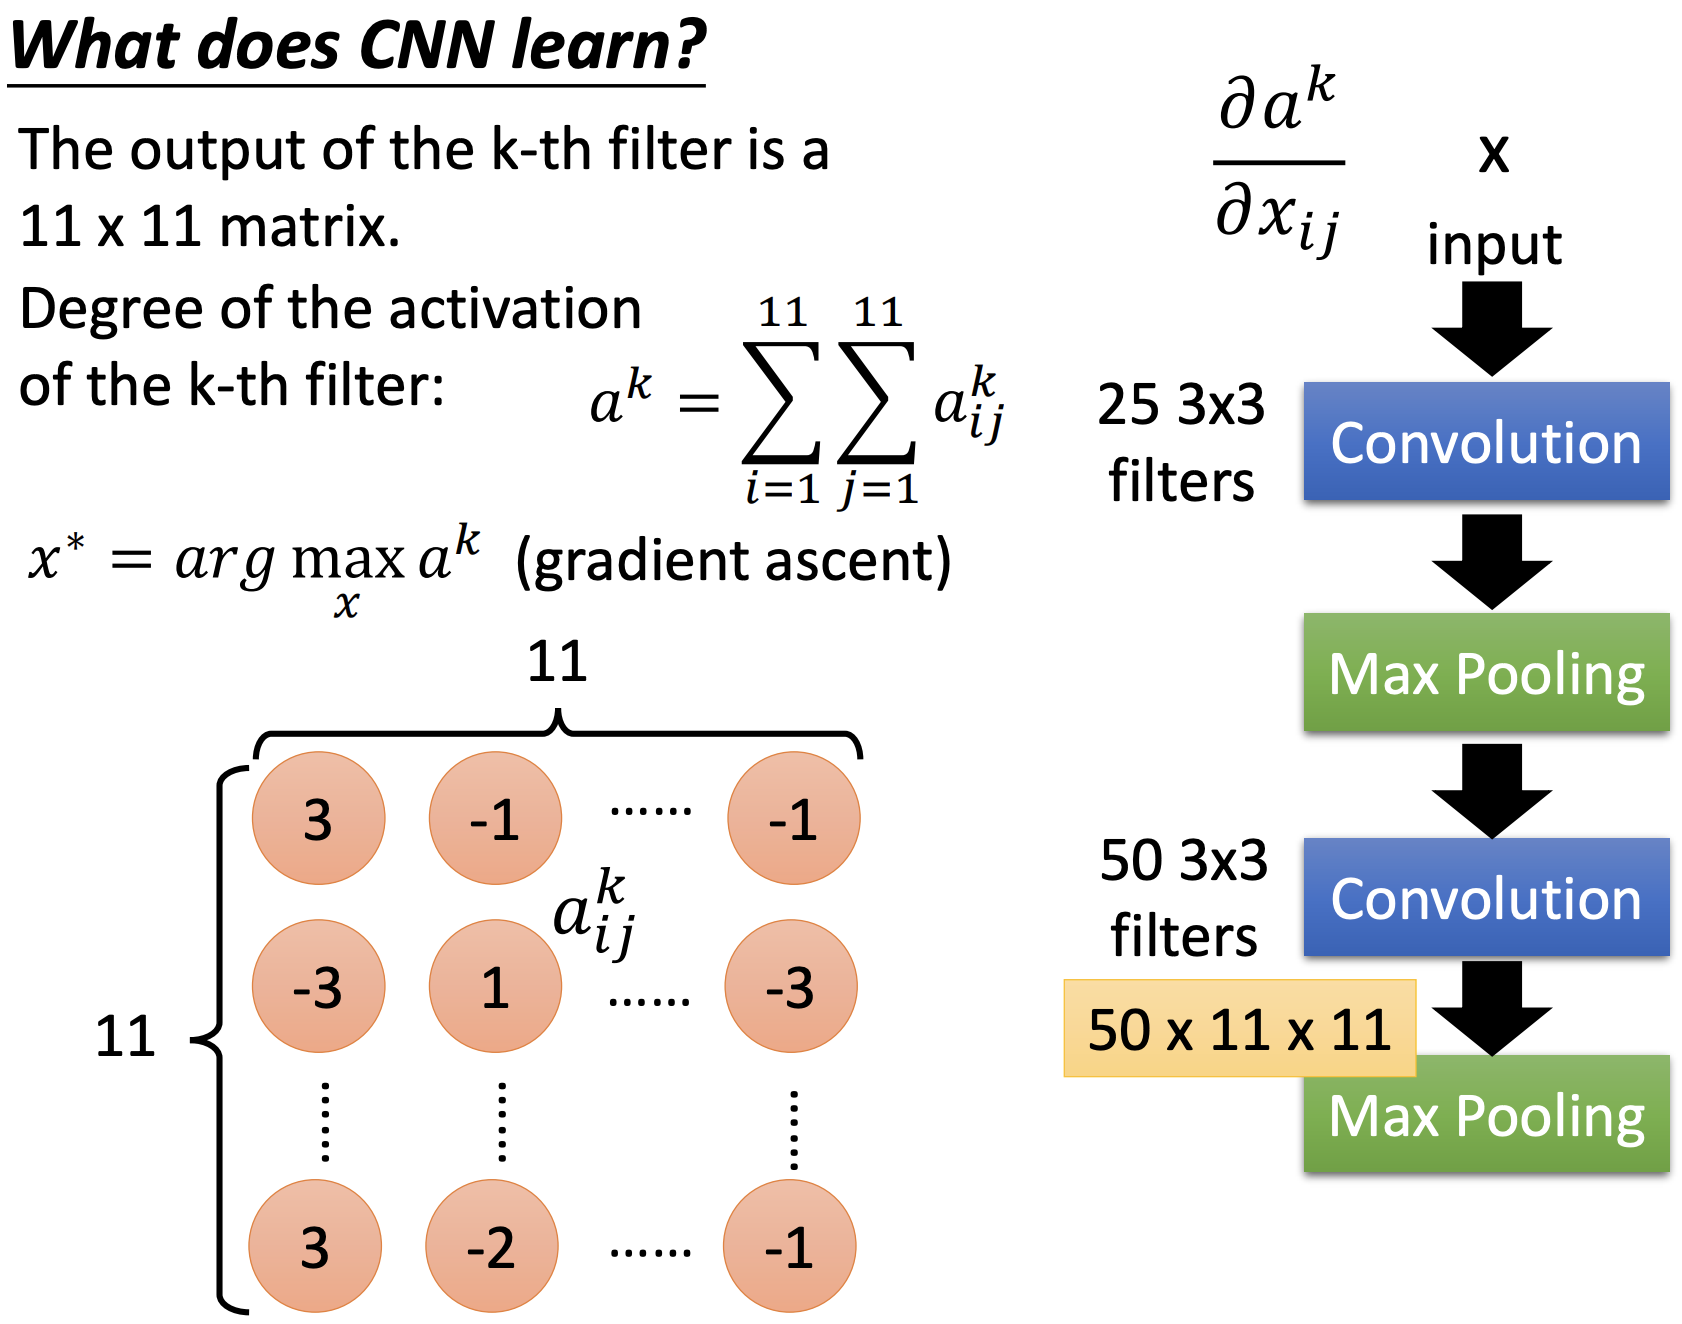 What does CNN learn?
The output of the k-th filter is a
11 x 11 matrix.
Degree of the activation
of the k-th filter:
a^k = \sum_{i=1}^{11} \sum_{j=1}^{11} a_{ij}^k
x^* = arg max_x a^k (gradient ascent)
11
11
3 -1 …… -1
a_{ij}^k
-3 1 …… -3
…… …… ……
3 -2 …… -1
∂a^k / ∂x_{ij}
x
input
25 3x3
filters
Convolution
Max Pooling
50 3x3
filters
Convolution
50 x 11 x 11
Max Pooling